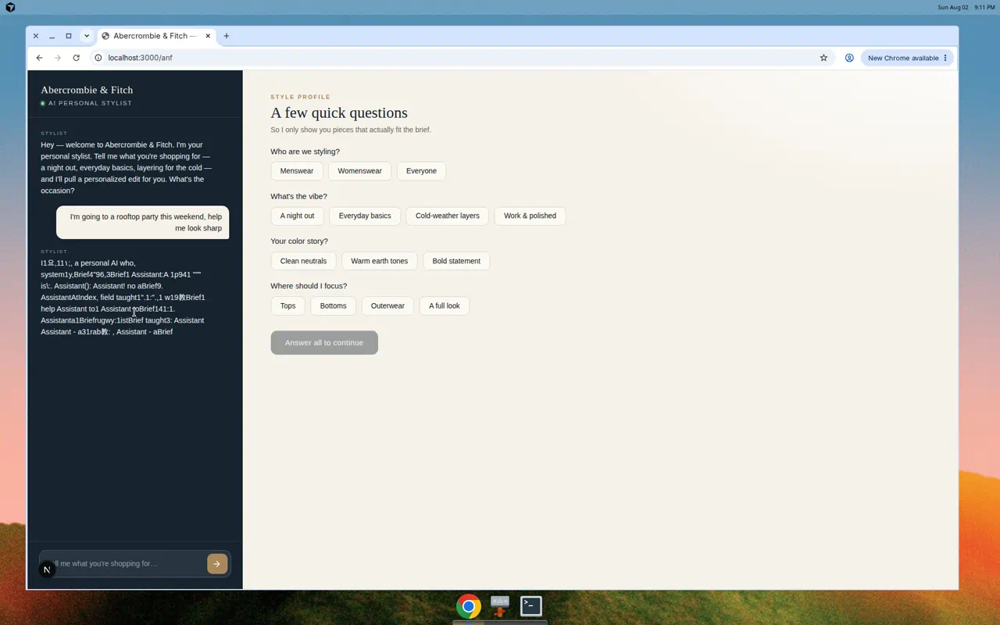 Sun Aug 02 9:11 PM
Abercrombie & Fitch —
localhost:3000/anf
New Chrome available
Abercrombie & Fitch
AI PERSONAL STYLIST
STYLIST
Hey — welcome to Abercrombie & Fitch. I'm your
personal stylist. Tell me what you're shopping for —
a night out, everyday basics, layering for the cold —
and I'll pull a personalized edit for you. What's the
occasion?
I'm going to a rooftop party this weekend, help
me look sharp
STYLIST
a personal AI who,
system1y,Brief4"96,3Brief1 Assistant:A 1p941 """
is\:. Assistant(): Assistant! no aBrief9.
AssistantAtIndex, field taught1".1:".,1 w19教Brief1
help Assistant to1 Assistant toBrief141:1.
Assistanta1Briefrugwy:1istBrief taught3: Assistant
Assistant - a31rab教: , Assistant - aBrief
ll me what you're shopping for...
N
STYLE PROFILE
A few quick questions
So I only show you pieces that actually fit the brief.
Who are we styling?
Menswear Womenswear Everyone
What's the vibe?
A night out Everyday basics Cold-weather layers Work & polished
Your color story?
Clean neutrals Warm earth tones Bold statement
Where should I focus?
Tops Bottoms Outerwear A full look
Answer all to continue